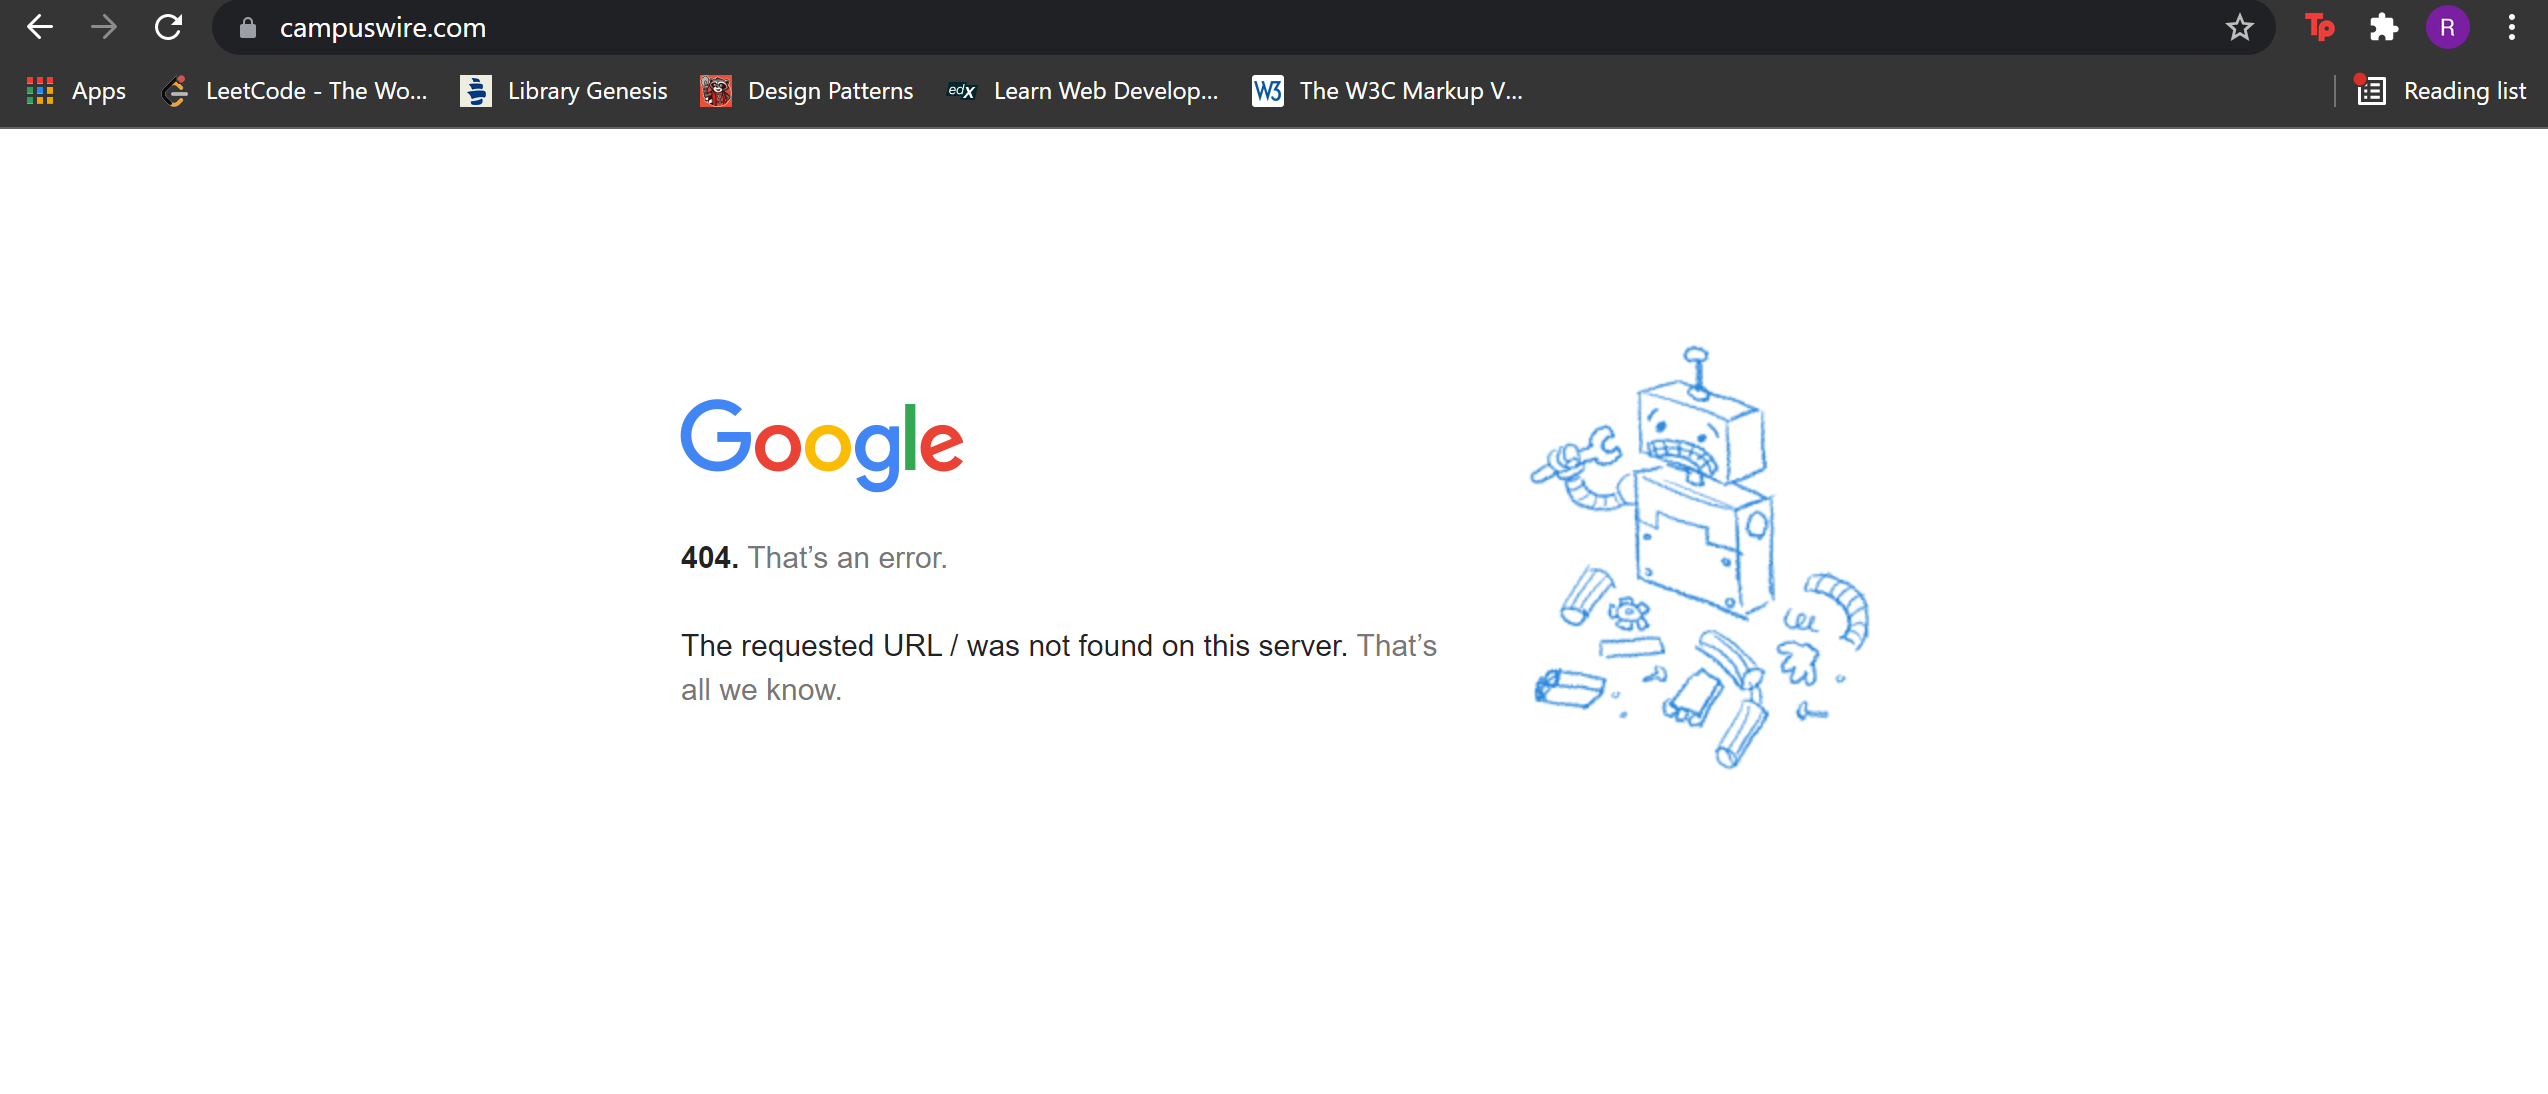 campuswire.com
Tp
R
Apps
LeetCode - The Wo...
Library Genesis
Design Patterns
edX
Learn Web Develop...
W3
The W3C Markup V...
Reading list
Google
404. That’s an error.
The requested URL / was not found on this server. That’s
all we know.